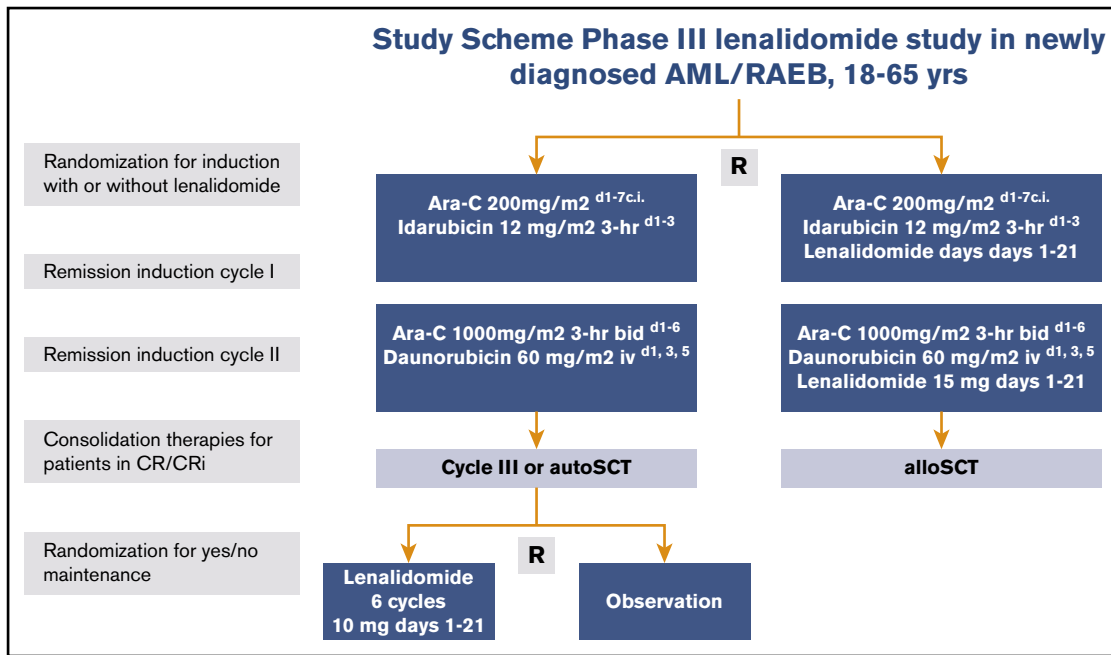 Study Scheme Phase III lenalidomide study in newly
diagnosed AML/RAEB, 18-65 yrs
Randomization for induction
with or without lenalidomide
R
Ara-C 200mg/m2 d1-7c.i.
Idarubicin 12 mg/m2 3-hr d1-3
Ara-C 200mg/m2 d1-7c.i.
Idarubicin 12 mg/m2 3-hr d1-3
Lenalidomide days days 1-21
Remission induction cycle I
Remission induction cycle II
Ara-C 1000mg/m2 3-hr bid d1-6
Daunorubicin 60 mg/m2 iv d1, 3, 5
Ara-C 1000mg/m2 3-hr bid d1-6
Daunorubicin 60 mg/m2 iv d1, 3, 5
Lenalidomide 15 mg days 1-21
Consolidation therapies for
patients in CR/CRi
Cycle III or autoSCT
alloSCT
Randomization for yes/no
maintenance
R
Lenalidomide
6 cycles
10 mg days 1-21
Observation